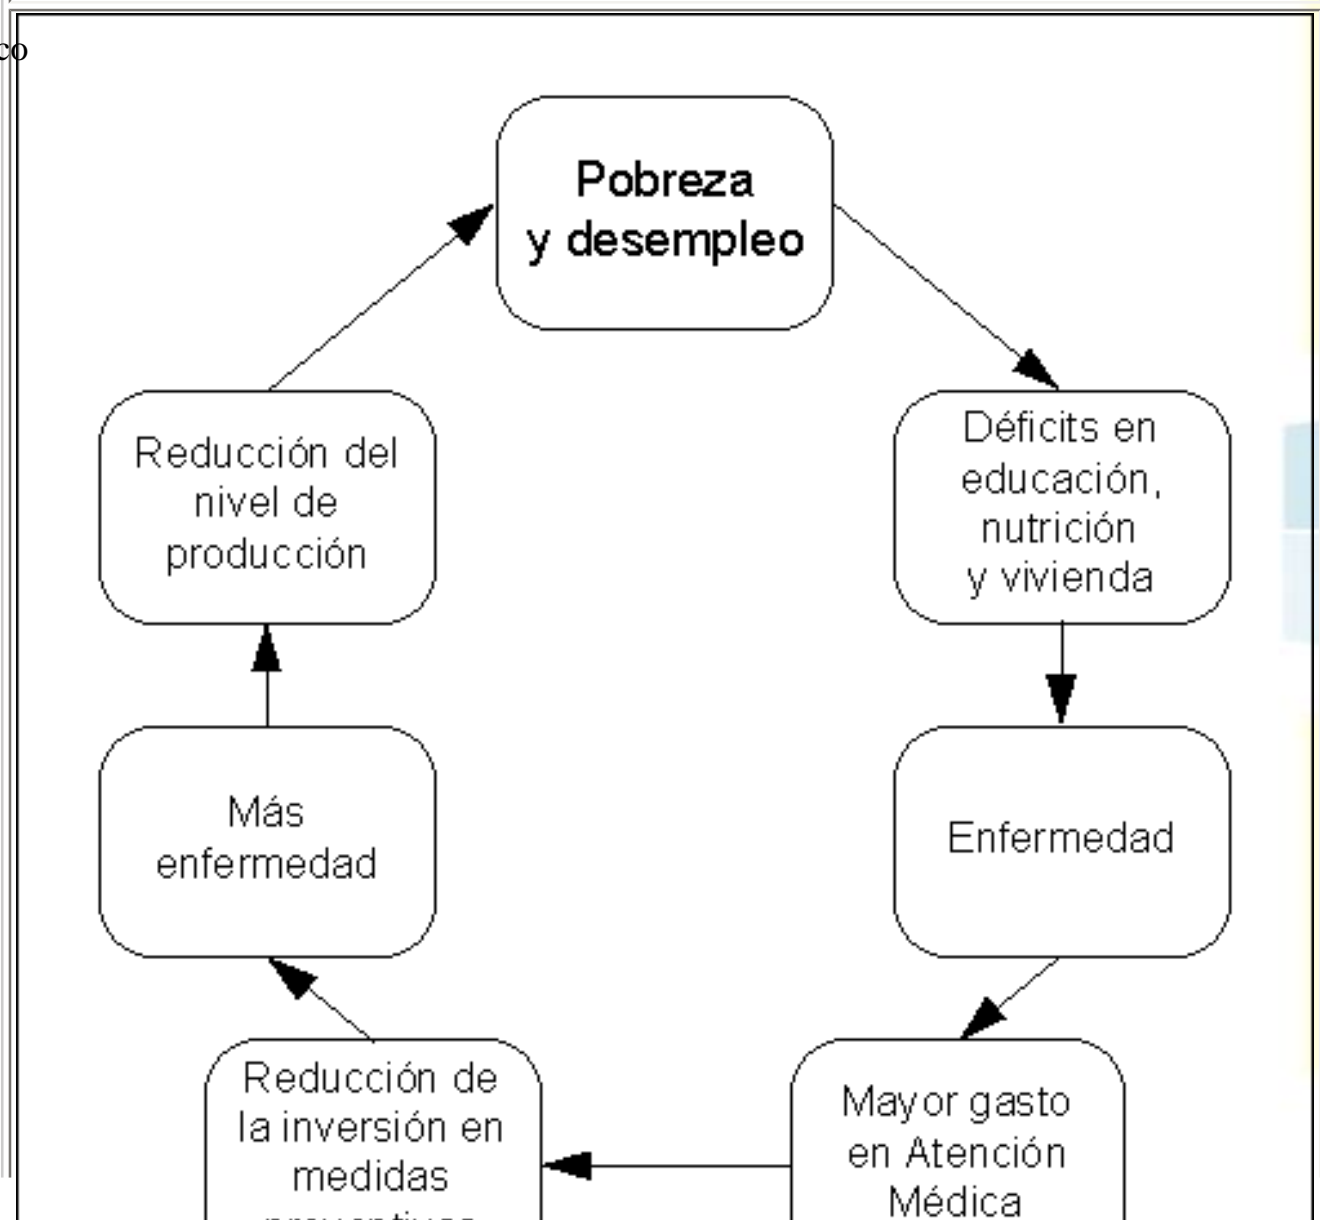 co
Pobreza
y desempleo
Déficits en
educación,
nutrición
y vivienda
Enfermedad
Mayor gasto
en Atención
Médica
Reducción de
la inversión en
medidas
Más
enfermedad
Reducción del
nivel de
producción